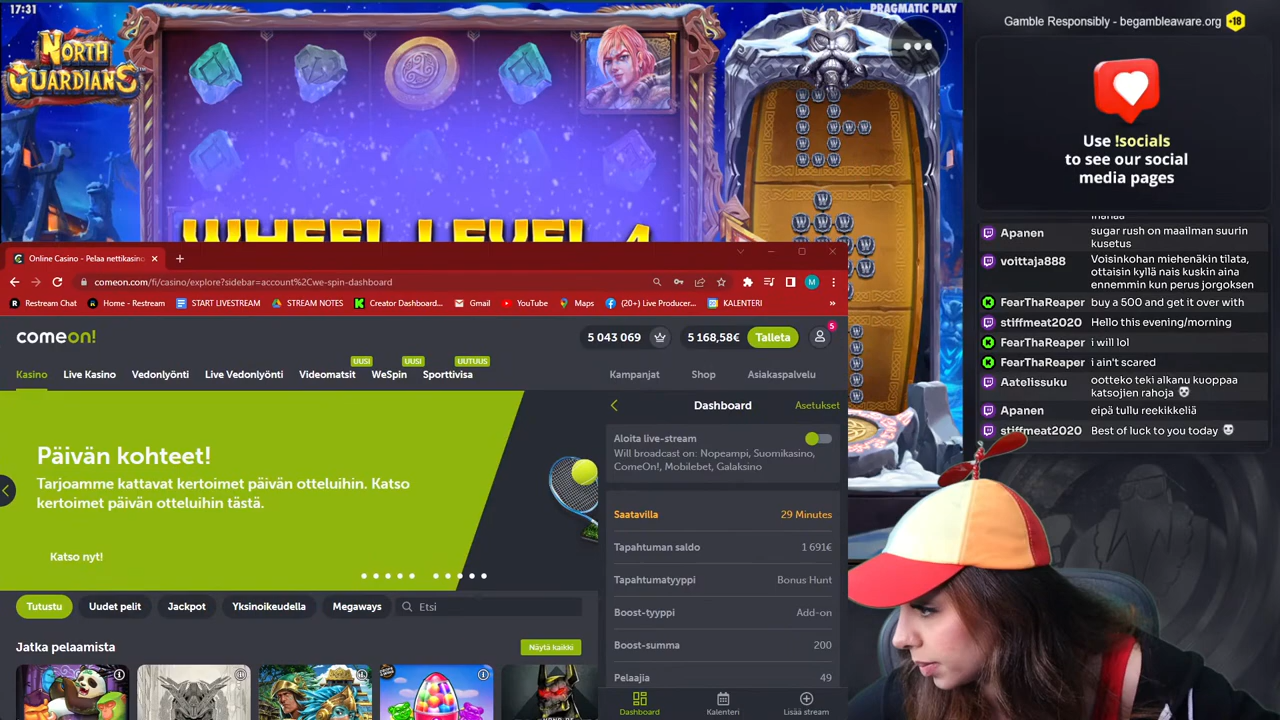 17:31
PRAGMATIC PLAY
NORTH
GUARDIANS
WHEEL LEVEL 4
Gamble Responsibly - begambleaware.org +18
Use !socials
to see our social
media pages
Apanen sugar rush on maailman suurin
kusetus
voittaja888 Voisinkohan miehenäkin tilata,
ottaisin kyllä nais kuskin aina
ennemmin kun perus jorgoksen
FearThaReaper buy a 500 and get it over with
stiffmeat2020 Hello this evening/morning
FearThaReaper i will lol
FearThaReaper i ain't scared
Aatelissuku ootteko teki alkanu kuoppaa
katsojien rahoja
Apanen eipä tullu reekikkeliä
stiffmeat2020 Best of luck to you today
Online Casino - Pelaa nettikasino
comeon.com/fi/casino/explore?sidebar=account%2Cwe-spin-dashboard
M
Restream Chat
Home - Restream
START LIVESTREAM
STREAM NOTES
Creator Dashboard...
Gmail
YouTube
Maps
(20+) Live Producer...
KALENTERI
»
comeon!
5 043 069
5 168,58€
Talleta
5
UUSI
UUSI
UUTUUS
Kasino
Live Kasino
Vedonlyönti
Live Vedonlyönti
Videomatsit
WeSpin
Sporttivisa
Kampanjat
Shop
Asiakaspalvelu
Päivän kohteet!
Tarjoamme kattavat kertoimet päivän otteluihin. Katso
kertoimet päivän otteluihin tästä.
Katso nyt!
Dashboard
Asetukset
Aloita live-stream
Will broadcast on: Nopeampi, Suomikasino,
ComeOn!, Mobilebet, Galaksino
Saatavilla 29 Minutes
Tapahtuman saldo 1 691€
Tapahtumatyyppi Bonus Hunt
Boost-tyyppi Add-on
Boost-summa 200
Pelaajia 49
Tutustu
Uudet pelit
Jackpot
Yksinoikeudella
Megaways
Etsi
Jatka pelaamista
Näytä kaikki
Dashboard
Kalenteri
Lisää stream